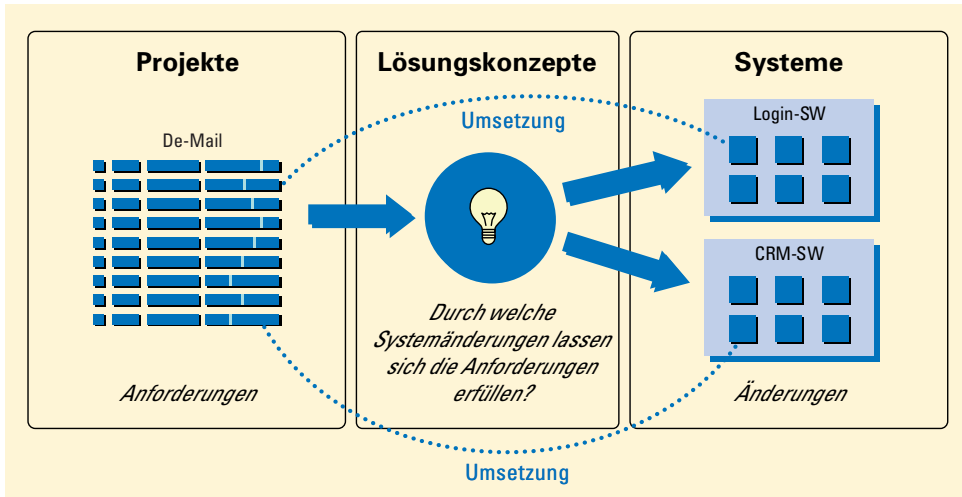 Projekte
De-Mail
Anforderungen
Lösungskonzepte
Umsetzung
Durch welche
Systemänderungen lassen
sich die Anforderungen
erfüllen?
Umsetzung
Systeme
Login-SW
CRM-SW
Änderungen